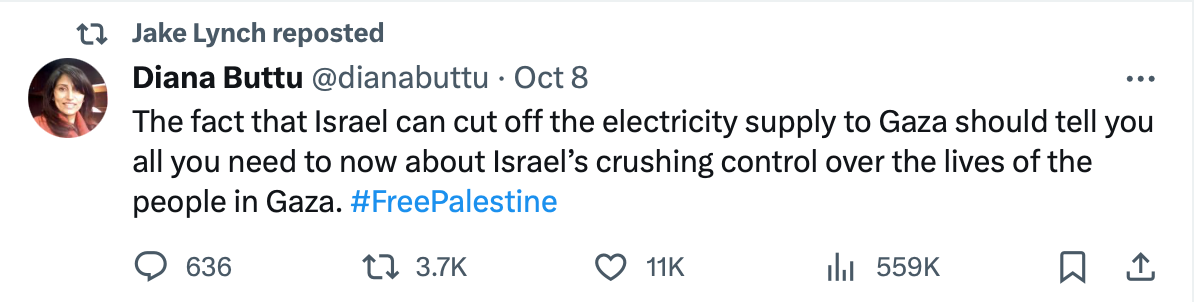 Jake Lynch reposted
Diana Buttu @dianabuttu · Oct 8
The fact that Israel can cut off the electricity supply to Gaza should tell you
all you need to now about Israel’s crushing control over the lives of the
people in Gaza. #FreePalestine
636 3.7K 11K 559K